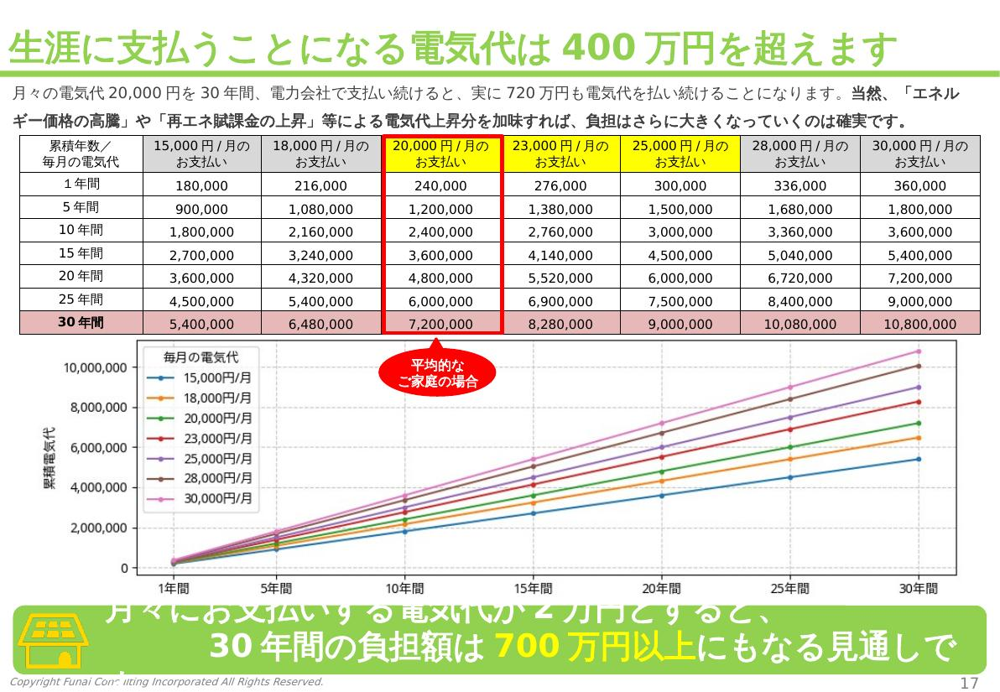 生涯に支払うことになる電気代は 400 万円を超えます
月々の電気代 20,000 円を 30 年間、電力会社で支払い続けると、実に 720 万円も電気代を払い続けることになります。当然、「エネル
ギー価格の高騰」や「再エネ賦課金の上昇」等による電気代上昇分を加味すれば、負担はさらに大きくなっていくのは確実です。
累積年数／
毎月の電気代
15,000 円 / 月の
お支払い
18,000 円 / 月の
お支払い
20,000 円 / 月の
お支払い
23,000 円 / 月の
お支払い
25,000 円 / 月の
お支払い
28,000 円 / 月の
お支払い
30,000 円 / 月の
お支払い
１年間 180,000 216,000 240,000 276,000 300,000 336,000 360,000
5 年間 900,000 1,080,000 1,200,000 1,380,000 1,500,000 1,680,000 1,800,000
10 年間 1,800,000 2,160,000 2,400,000 2,760,000 3,000,000 3,360,000 3,600,000
15 年間 2,700,000 3,240,000 3,600,000 4,140,000 4,500,000 5,040,000 5,400,000
20 年間 3,600,000 4,320,000 4,800,000 5,520,000 6,000,000 6,720,000 7,200,000
25 年間 4,500,000 5,400,000 6,000,000 6,900,000 7,500,000 8,400,000 9,000,000
30 年間 5,400,000 6,480,000 7,200,000 8,280,000 9,000,000 10,080,000 10,800,000
平均的な
ご家庭の場合
毎月の電気代
15,000円/月
18,000円/月
20,000円/月
23,000円/月
25,000円/月
28,000円/月
30,000円/月
累積電気代
10,000,000
8,000,000
6,000,000
4,000,000
2,000,000
0
1年間 5年間 10年間 15年間 20年間 25年間 30年間
月々にお支払いする電気代が 2 万円とすると、
30 年間の負担額は 700 万円以上にもなる見通しで
Copyright Funai Consulting Incorporated All Rights Reserved.
17